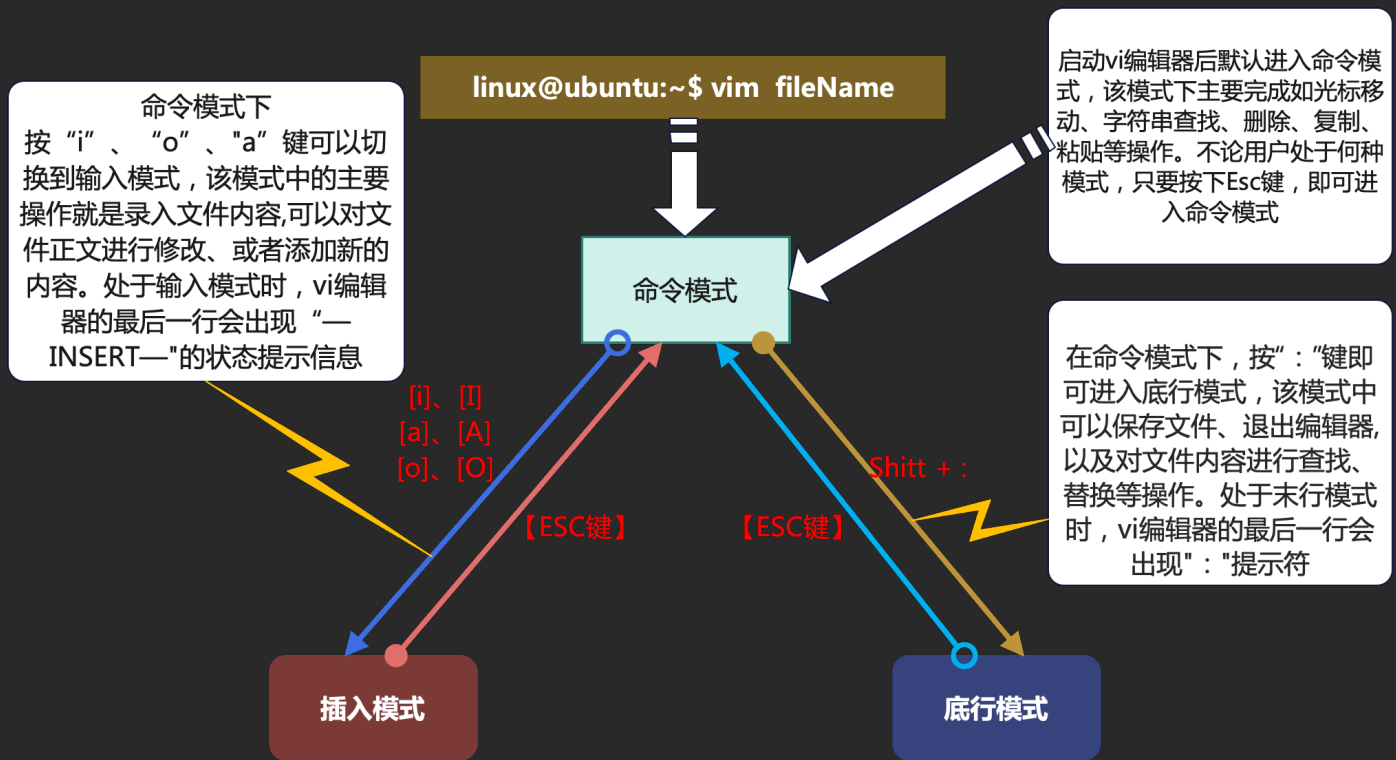 linux@ubuntu:~$ vim  fileName
命令模式下
按“i”、 “o”、"a”键可以切
换到输入模式，该模式中的主要
操作就是录入文件内容,可以对文
件正文进行修改、或者添加新的
内容。处于输入模式时，vi编辑
器的最后一行会出现“—
INSERT—"的状态提示信息
启动vi编辑器后默认进入命令模
式，该模式下主要完成如光标移
动、字符串查找、删除、复制、
粘贴等操作。不论用户处于何种
模式，只要按下Esc键，即可进
入命令模式
命令模式
在命令模式下，按“：”键即
可进入底行模式，该模式中
可以保存文件、退出编辑器,
以及对文件内容进行查找、
替换等操作。处于末行模式
时，vi编辑器的最后一行会
出现"："提示符
[i]、[I]
[a]、[A]
[o]、[O]
Shitt + :
【ESC键】
【ESC键】
插入模式
底行模式